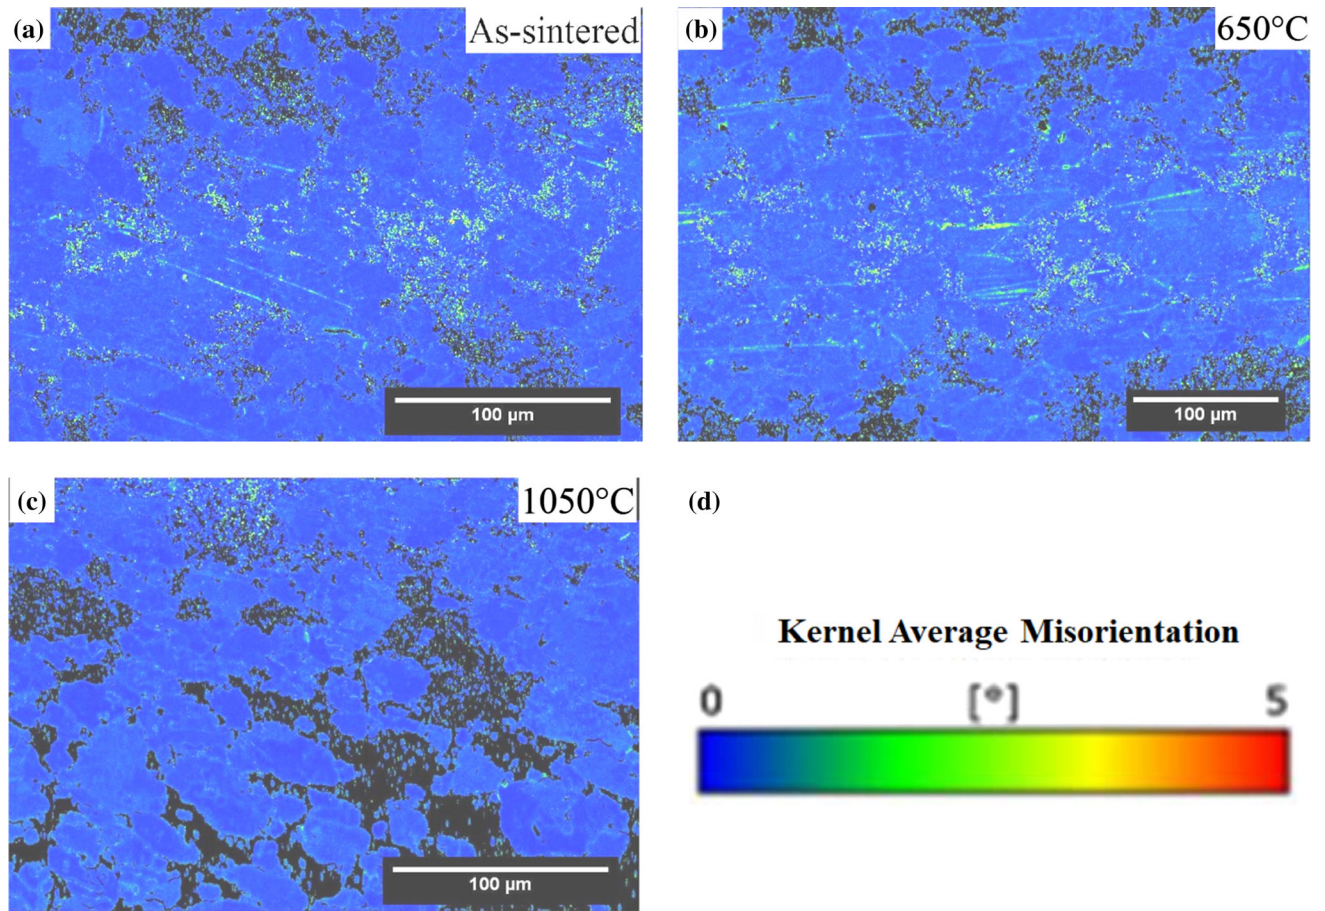 (a)
As-sintered
100 µm
(b)
650°C
100 µm
(c)
1050°C
100 µm
(d)
Kernel Average Misorientation
0 [°] 5